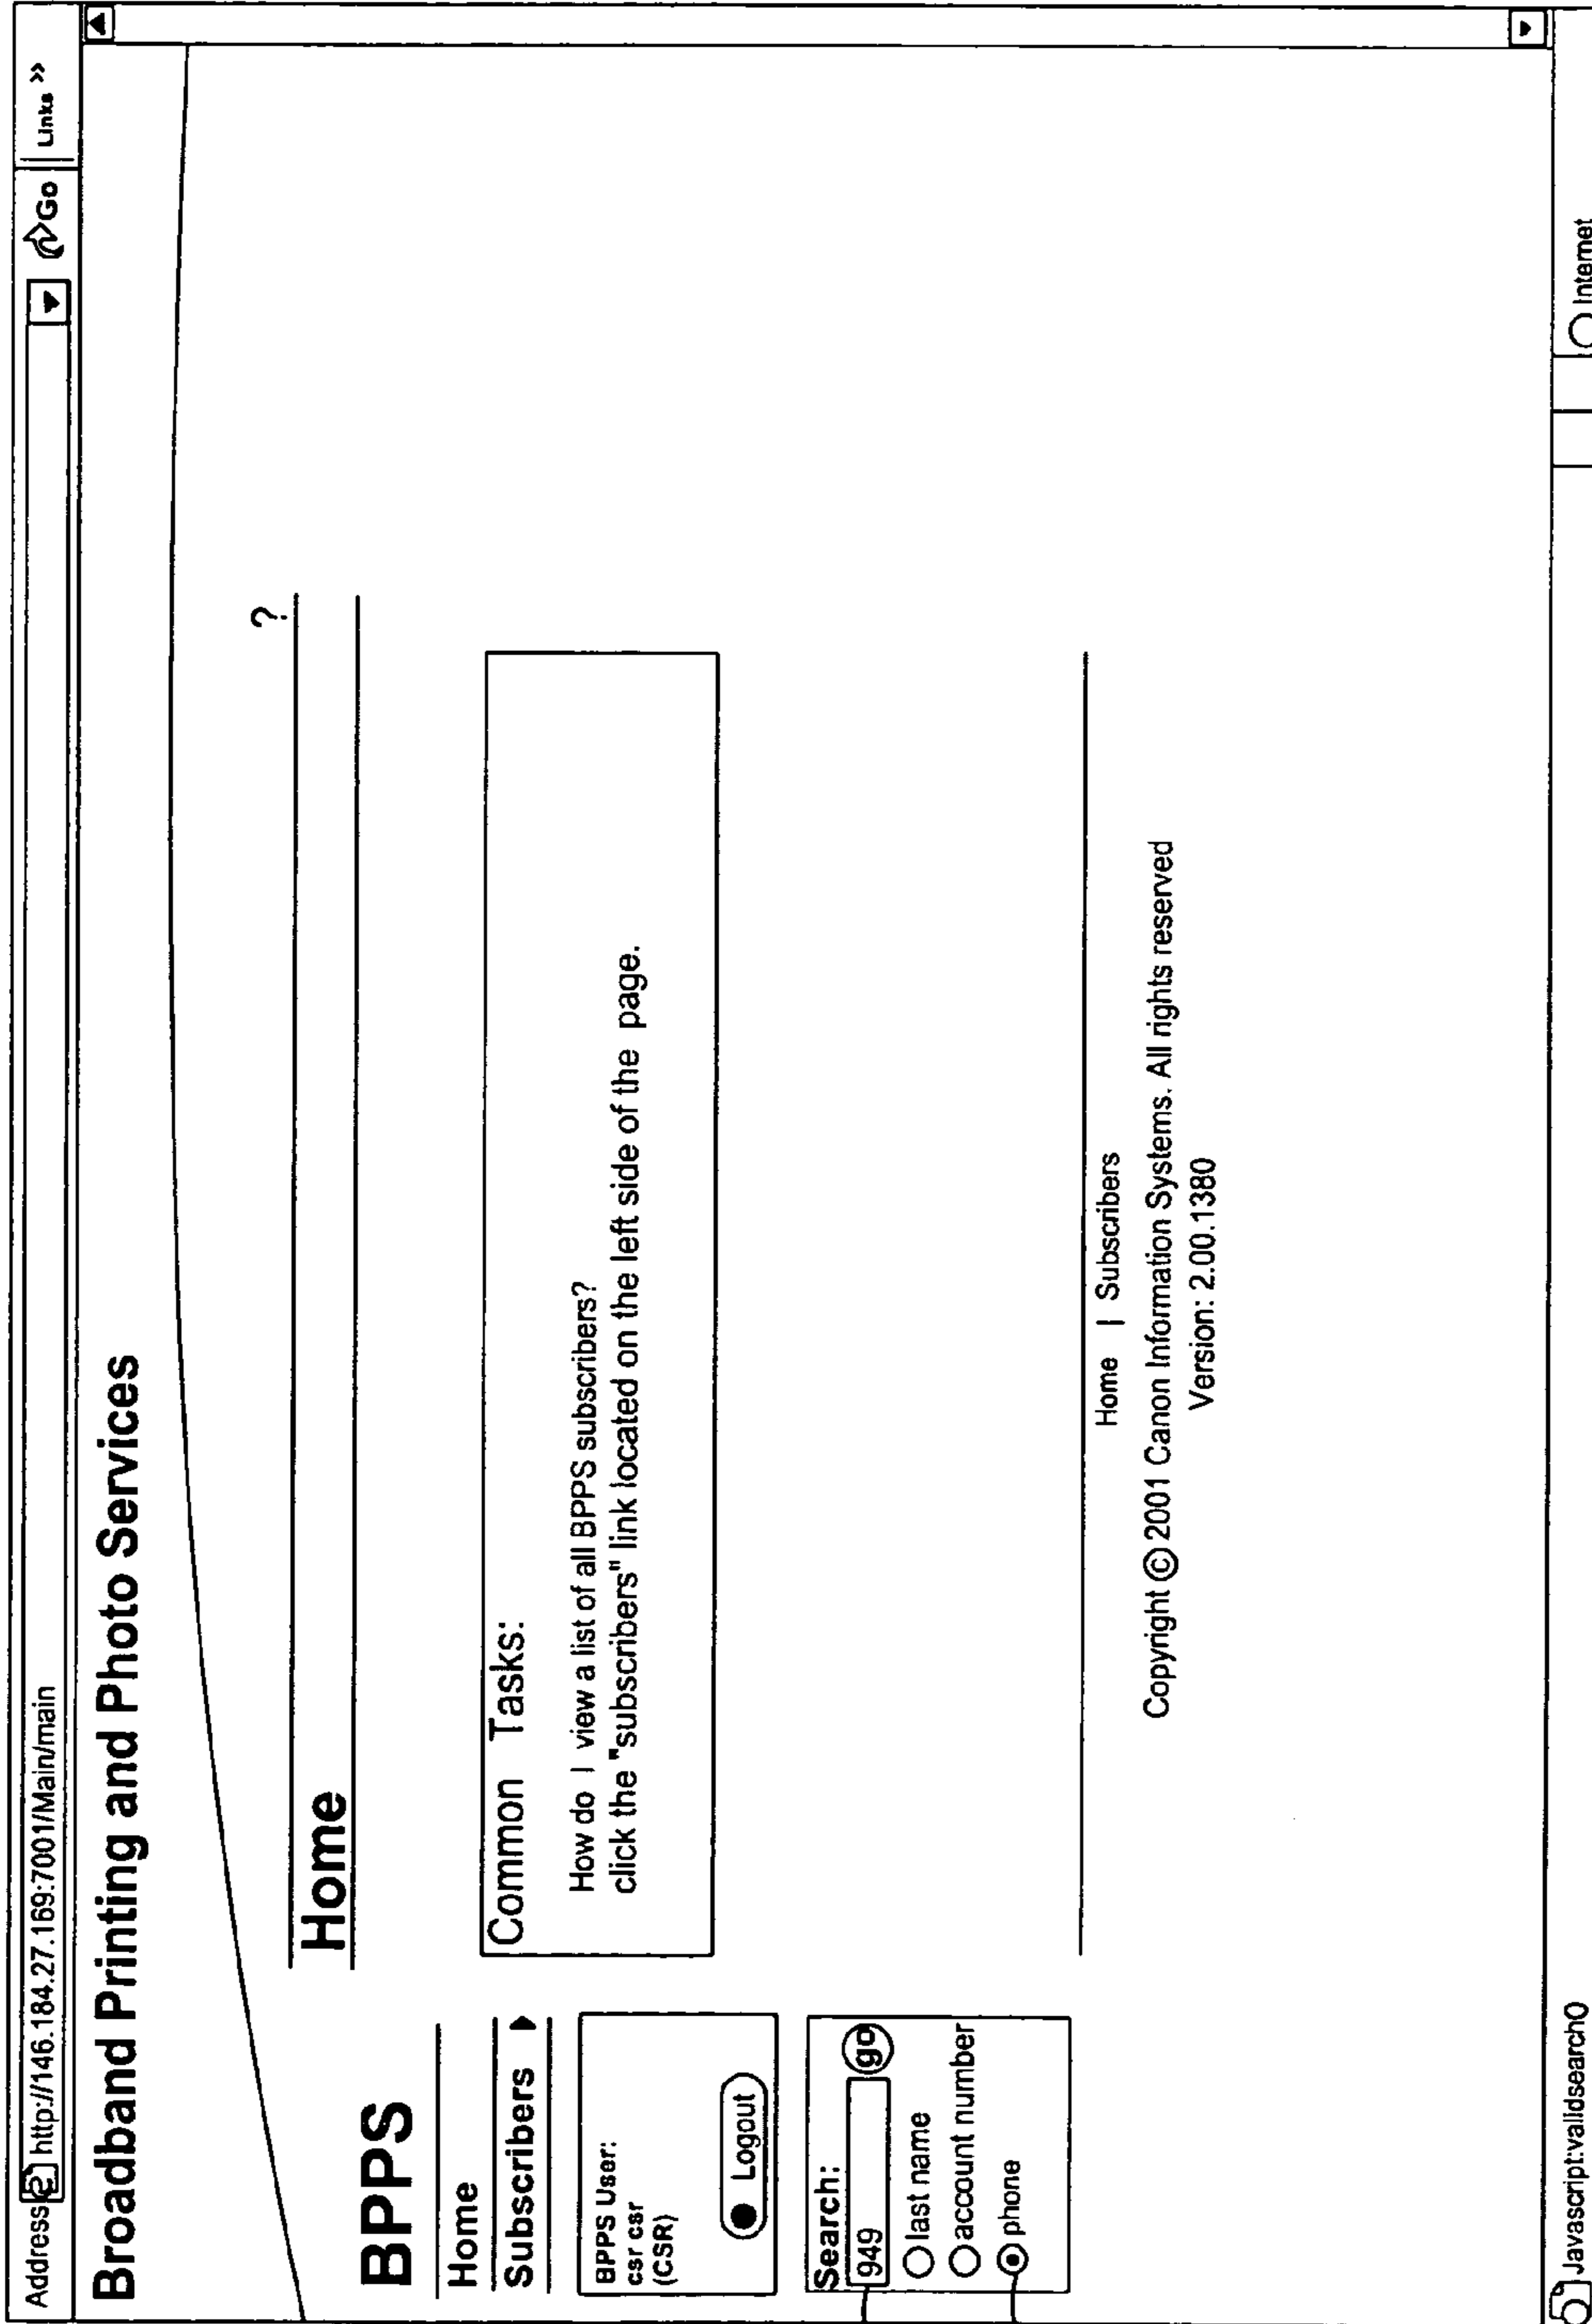 Address http://146.184.27.169:7001/Main/main Go Links »
Broadband Printing and Photo Services
?
Home
BPPS
Home
Subscribers
BPPS User:
csr csr
(CSR)
Logout
Search:
949 go
last name
account number
phone
Common Tasks:
How do I view a list of all BPPS subscribers?
click the "subscribers" link located on the left side of the page.
Home | Subscribers
Copyright © 2001 Canon Information Systems. All rights reserved
Version: 2.00.1380
Javascript:validsearch0 Internet